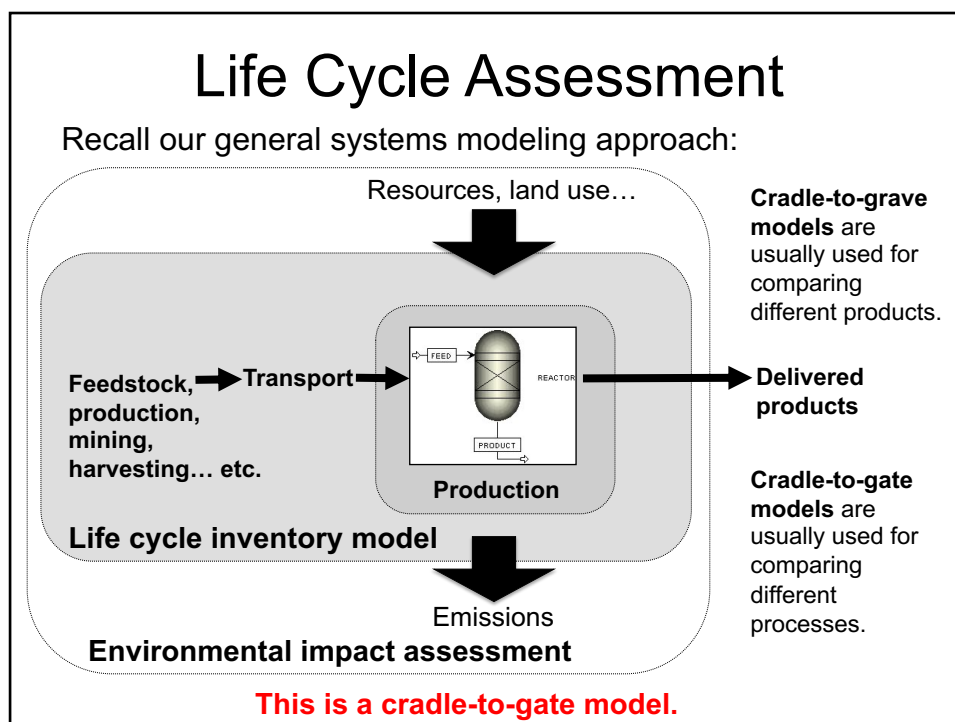 Life Cycle Assessment
Recall our general systems modeling approach:
Resources, land use…
Cradle-to-grave
models are
usually used for
comparing
different products.
FEED
REACTOR
PRODUCT
Feedstock,
production,
mining,
harvesting… etc.
Transport
Production
Delivered
products
Life cycle inventory model
Cradle-to-gate
models are
usually used for
comparing
different
processes.
Emissions
Environmental impact assessment
This is a cradle-to-gate model.